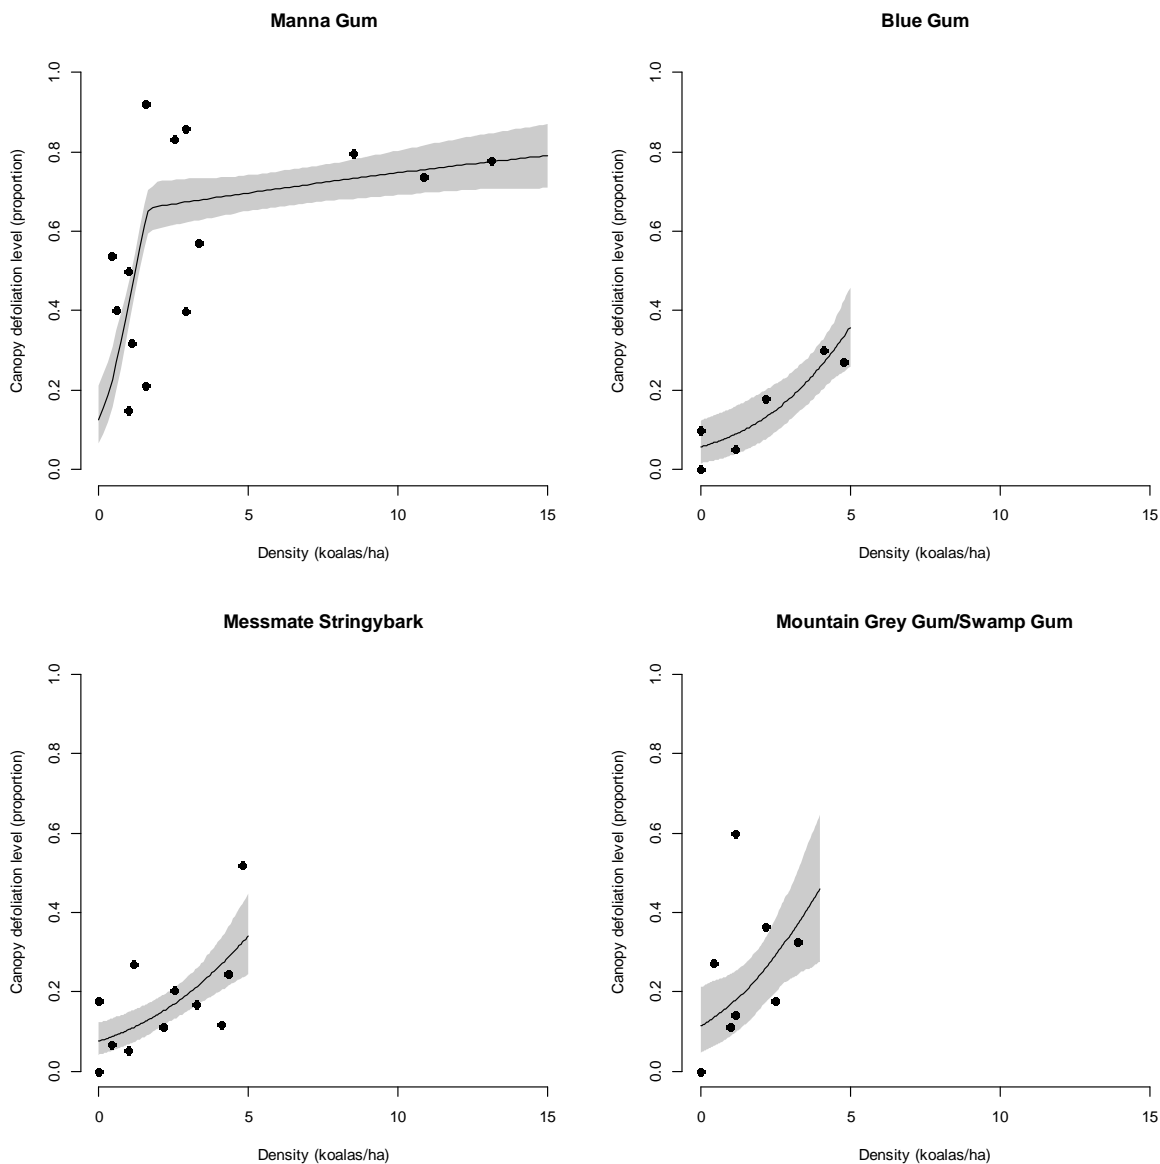 Manna Gum
Canopy defoliation level (proportion)
1.0
0.8
0.6
0.4
0.2
0.0
0 5 10 15
Density (koalas/ha)
Blue Gum
Canopy defoliation level (proportion)
1.0
0.8
0.6
0.4
0.2
0.0
0 5 10 15
Density (koalas/ha)
Messmate Stringybark
Canopy defoliation level (proportion)
1.0
0.8
0.6
0.4
0.2
0.0
0 5 10 15
Density (koalas/ha)
Mountain Grey Gum/Swamp Gum
Canopy defoliation level (proportion)
1.0
0.8
0.6
0.4
0.2
0.0
0 5 10 15
Density (koalas/ha)